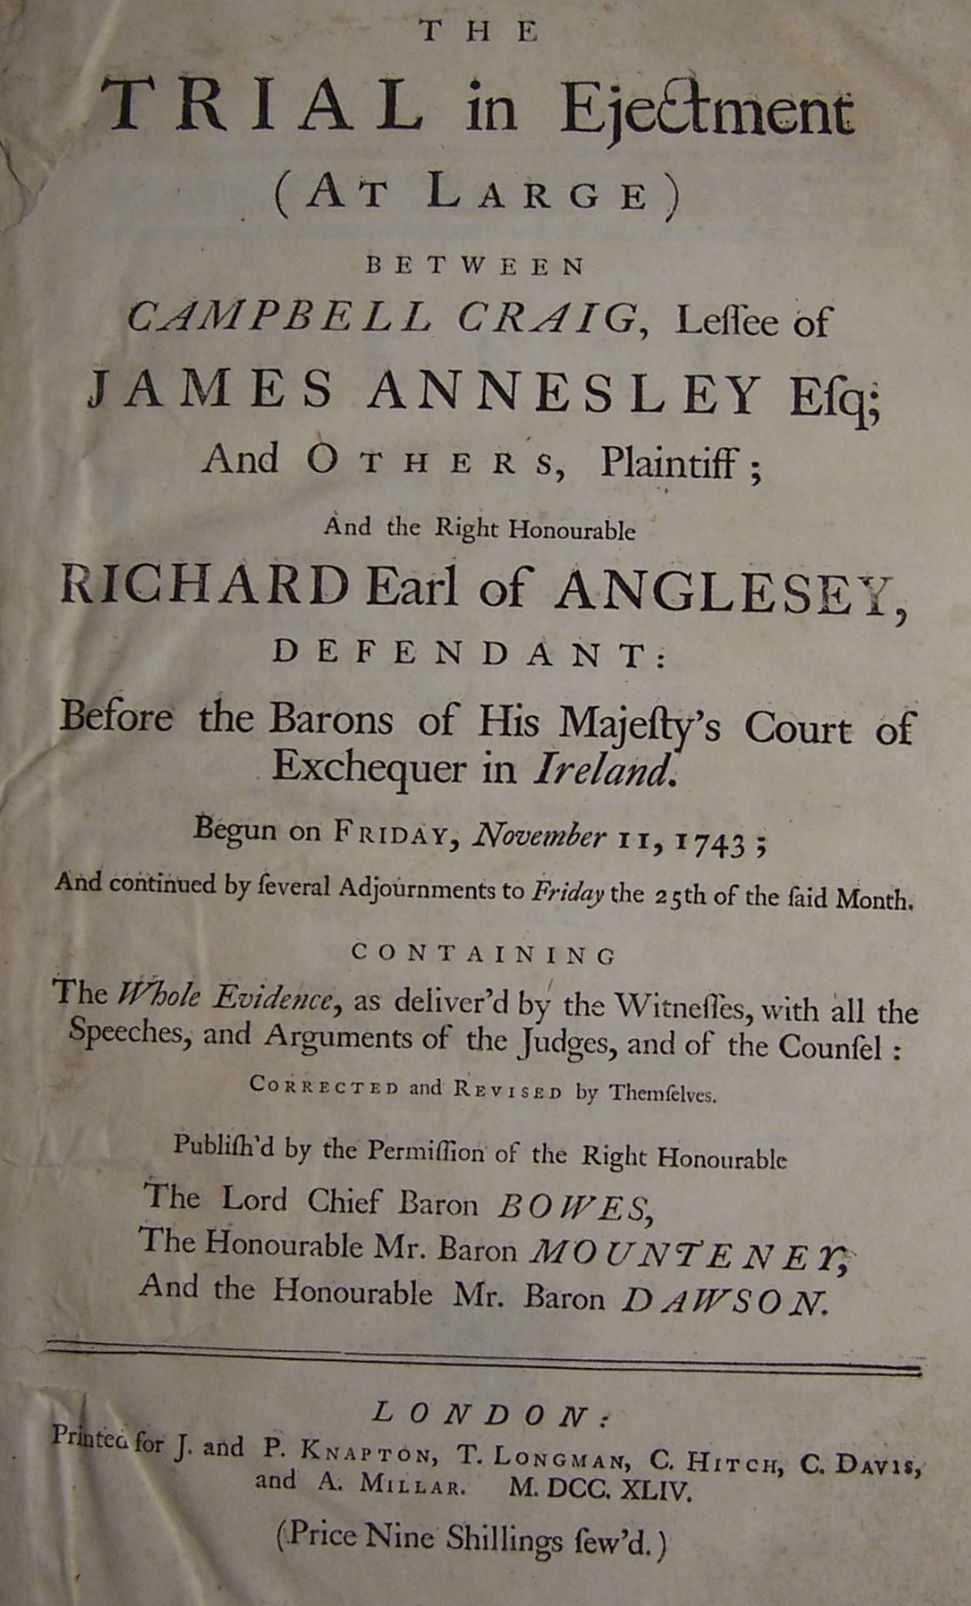 THE
TRIAL in Ejectment
(AT LARGE)
BETWEEN
CAMPBELL CRAIG, Leſſee of
JAMES ANNESLEY Eſq;
And OTHERS, Plaintiff;
And the Right Honourable
RICHARD Earl of ANGLESEY,
DEFENDANT:
Before the Barons of His Majeſty's Court of
Exchequer in Ireland.
Begun on FRIDAY, November 11, 1743;
And continued by ſeveral Adjournments to Friday the 25th of the ſaid Month.
CONTAINING
The Whole Evidence, as deliver'd by the Witneſſes, with all the
Speeches, and Arguments of the Judges, and of the Counſel:
CORRECTED and REVISED by Themſelves.
Publiſh'd by the Permiſſion of the Right Honourable
The Lord Chief Baron BOWES,
The Honourable Mr. Baron MOUNTENEY,
And the Honourable Mr. Baron DAWSON.
LONDON:
Printed for J. and P. KNAPTON, T. LONGMAN, C. HITCH, C. DAVIS,
and A. MILLAR. M. DCC. XLIV.
(Price Nine Shillings ſew'd.)